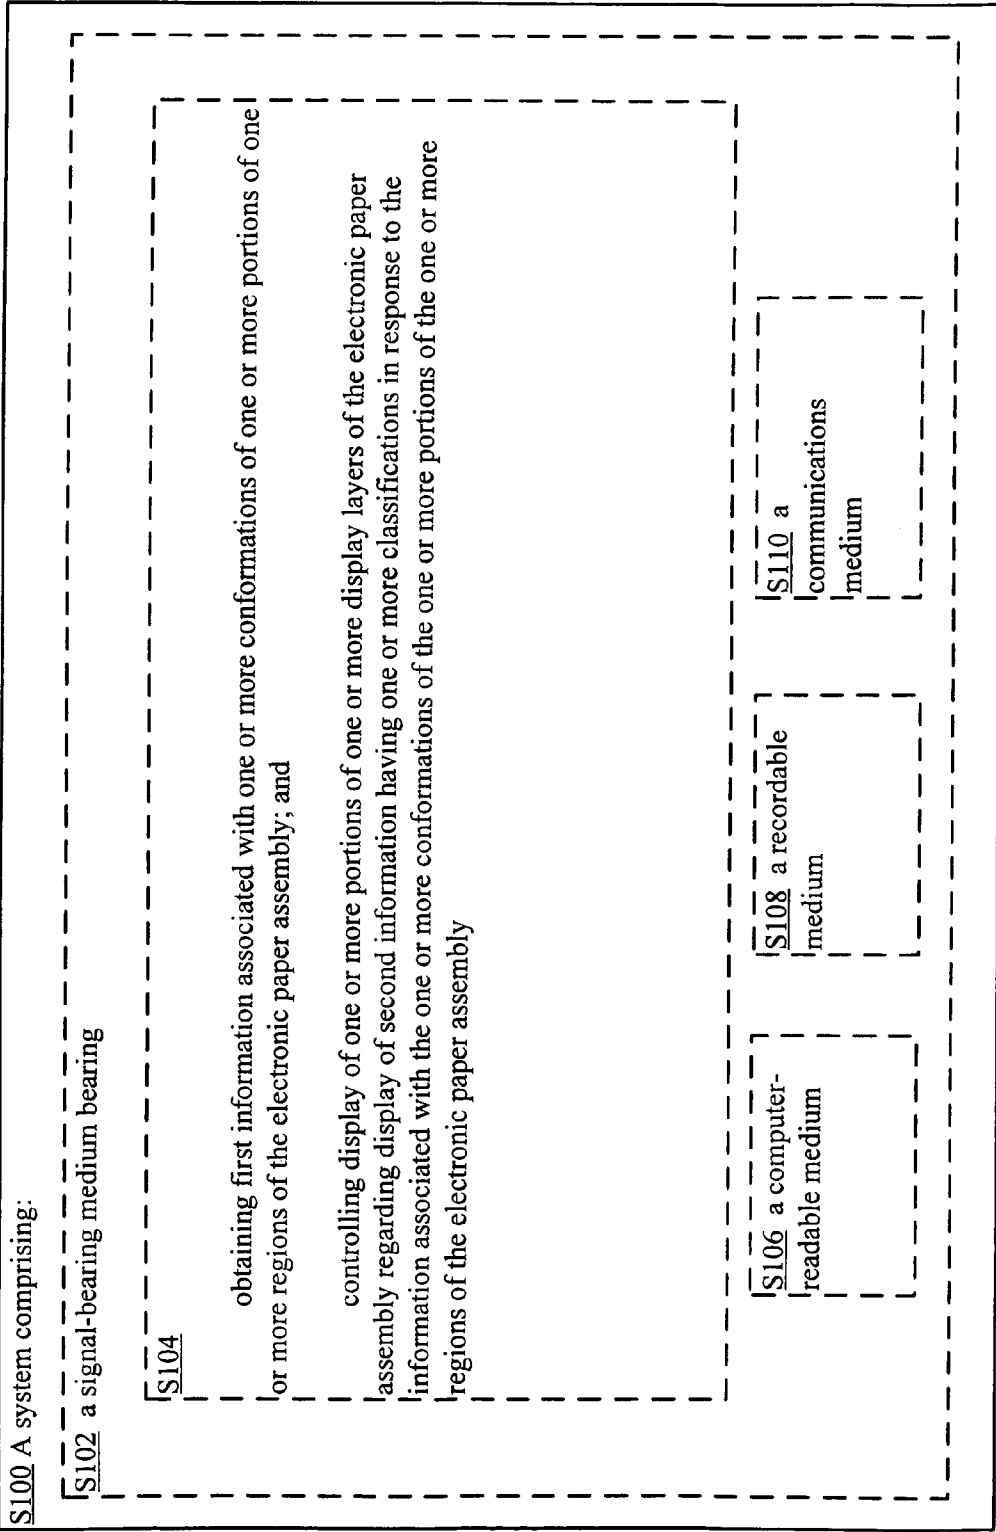 S100 A system comprising:
S102 a signal-bearing medium bearing
S104
obtaining first information associated with one or more conformations of one or more portions of one
or more regions of the electronic paper assembly; and
controlling display of one or more portions of one or more display layers of the electronic paper
assembly regarding display of second information having one or more classifications in response to the
information associated with the one or more conformations of the one or more portions of the one or more
regions of the electronic paper assembly
S106 a computer-
readable medium
S108 a recordable
medium
S110 a
communications
medium